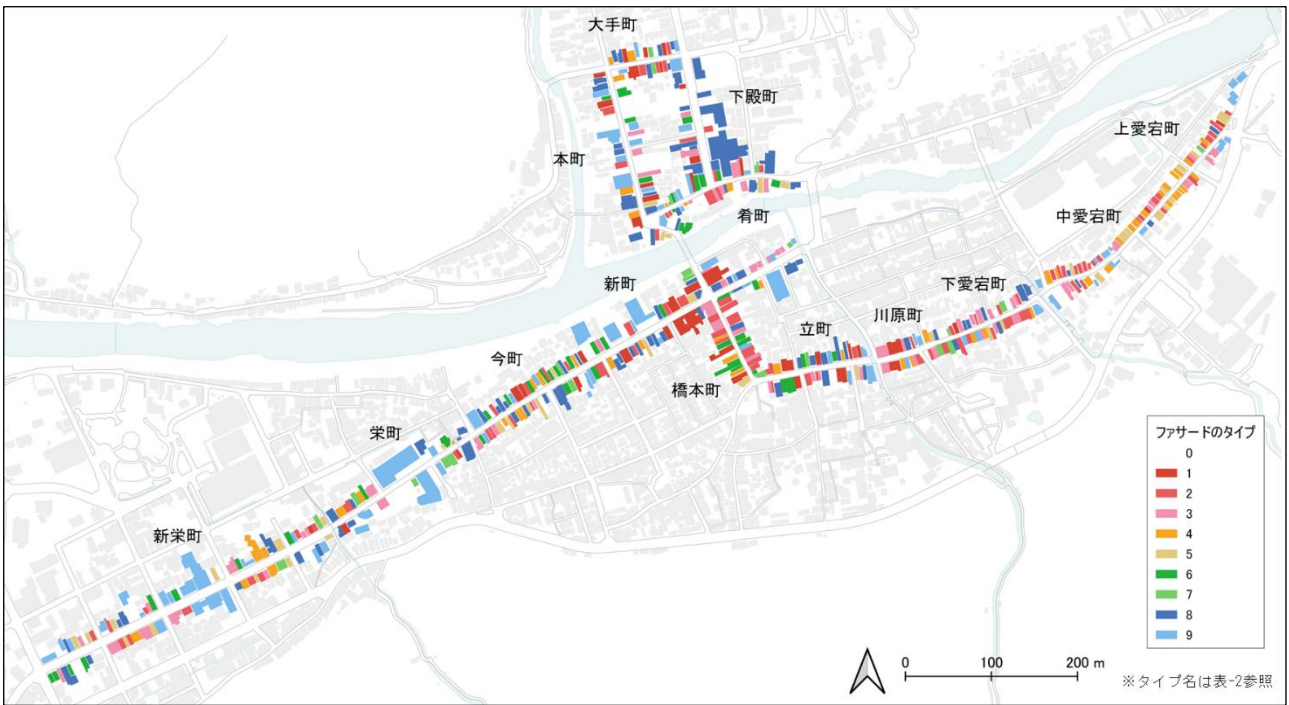 大手町
下殿町
上愛宕町
本町
中愛宕町
肴町
新町
下愛宕町
川原町
立町
今町
橋本町
栄町
新栄町
ファサードのタイプ
0
1
2
3
4
5
6
7
8
9
0 100 200 m
※タイプ名は表-2参照